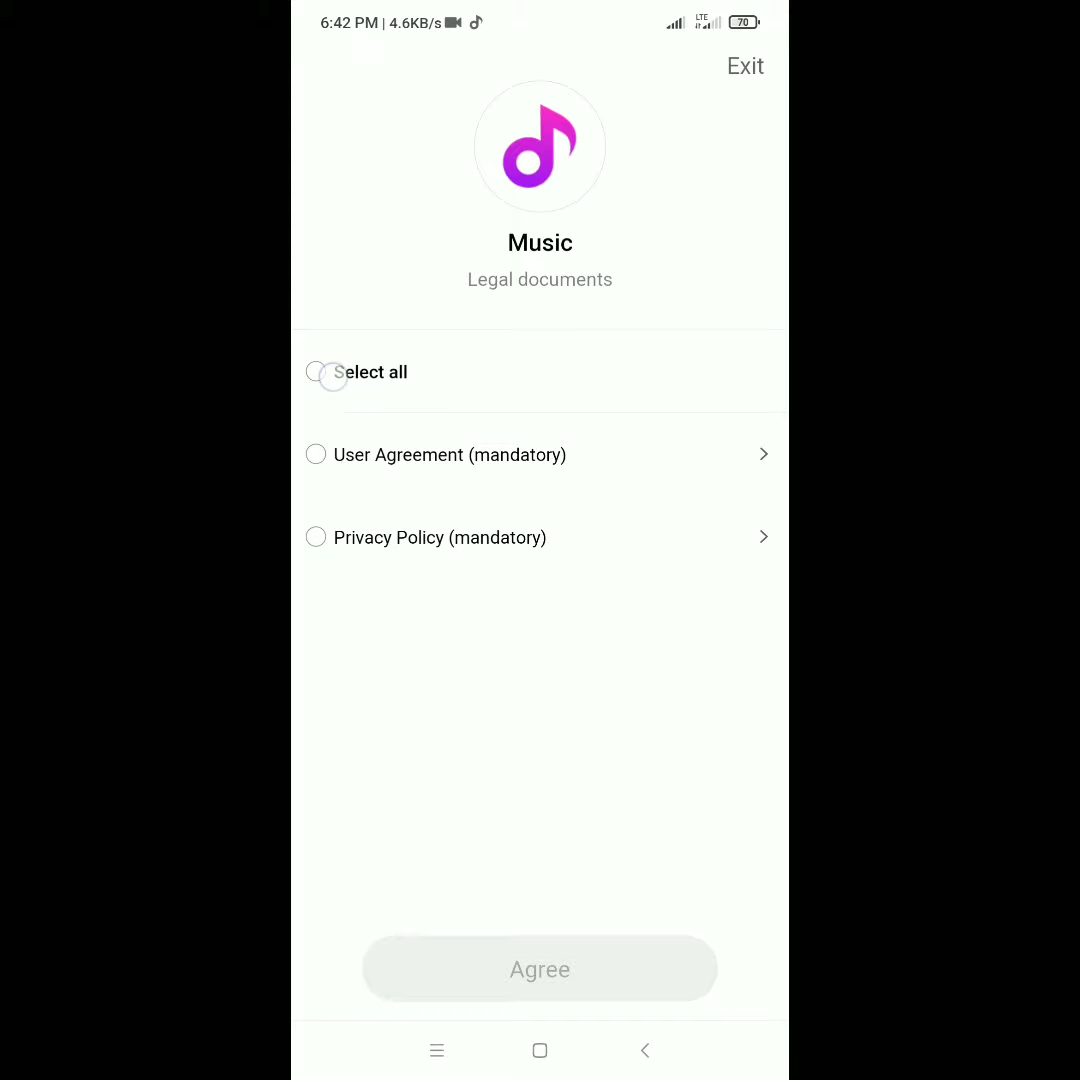 6:42 PM | 4.6KB/s
LTE
70
Exit
Music
Legal documents
Select all
User Agreement (mandatory)
Privacy Policy (mandatory)
Agree